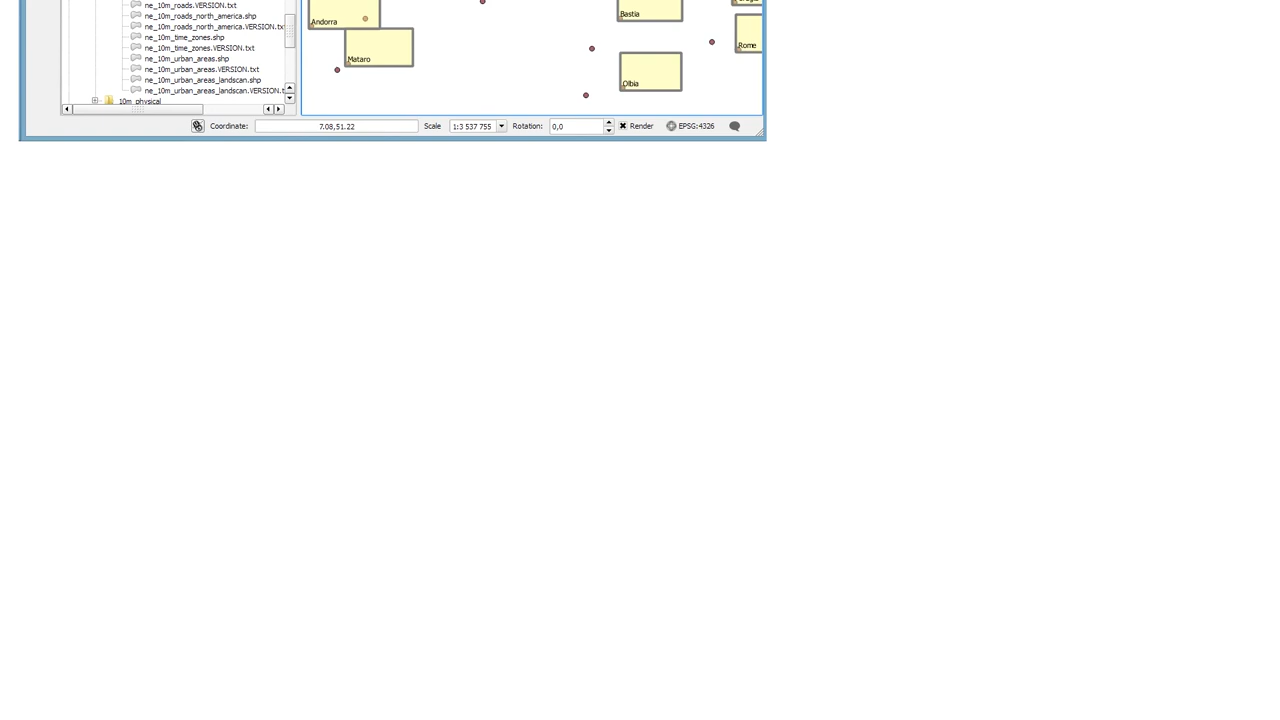 ne_10m_roads.VERSION.txt
ne_10m_roads_north_america.shp
ne_10m_roads_north_america.VERSION.tx
ne_10m_time_zones.shp
ne_10m_time_zones.VERSION.txt
ne_10m_urban_areas.shp
ne_10m_urban_areas.VERSION.txt
ne_10m_urban_areas_landscan.shp
ne_10m_urban_areas_landscan.VERSION.t
10m_physical
Andorra
Mataro
Bastia
Olbia
Rome
Coordinate: 7.08,51.22 Scale 1:3 537 755 Rotation: 0,0 Render EPSG:4326